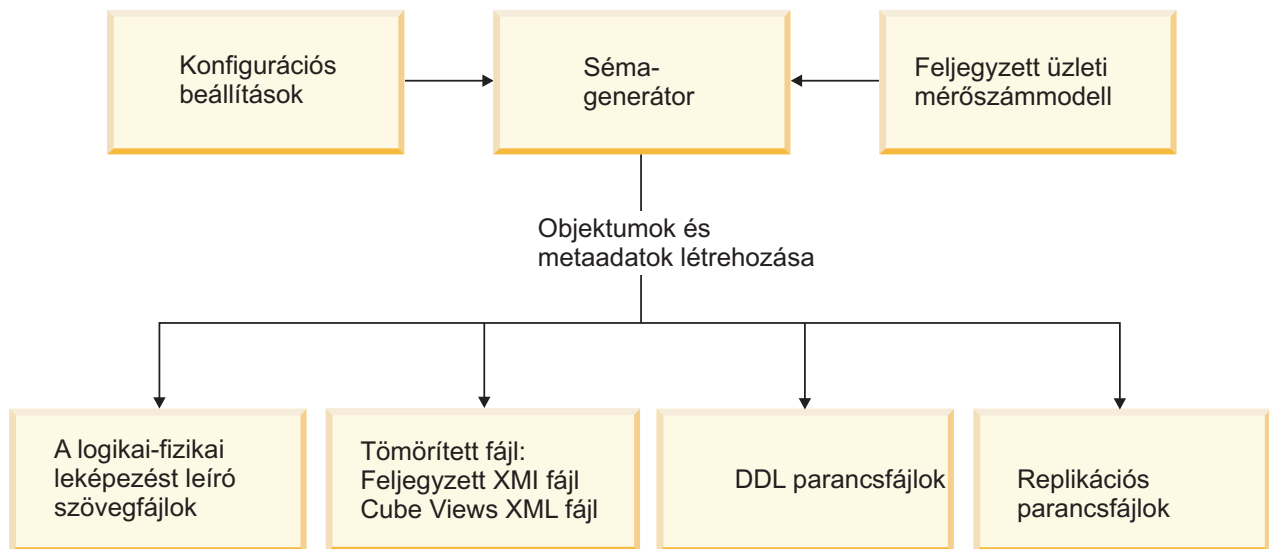 Konfigurációs
beállítások
Séma-
generátor
Feljegyzett üzleti
mérőszámmodell
Objektumok és
metaadatok létrehozása
A logikai-fizikai
leképezést leíró
szövegfájlok
Tömörített fájl:
Feljegyzett XMI fájl
Cube Views XML fájl
DDL parancsfájlok
Replikációs
parancsfájlok